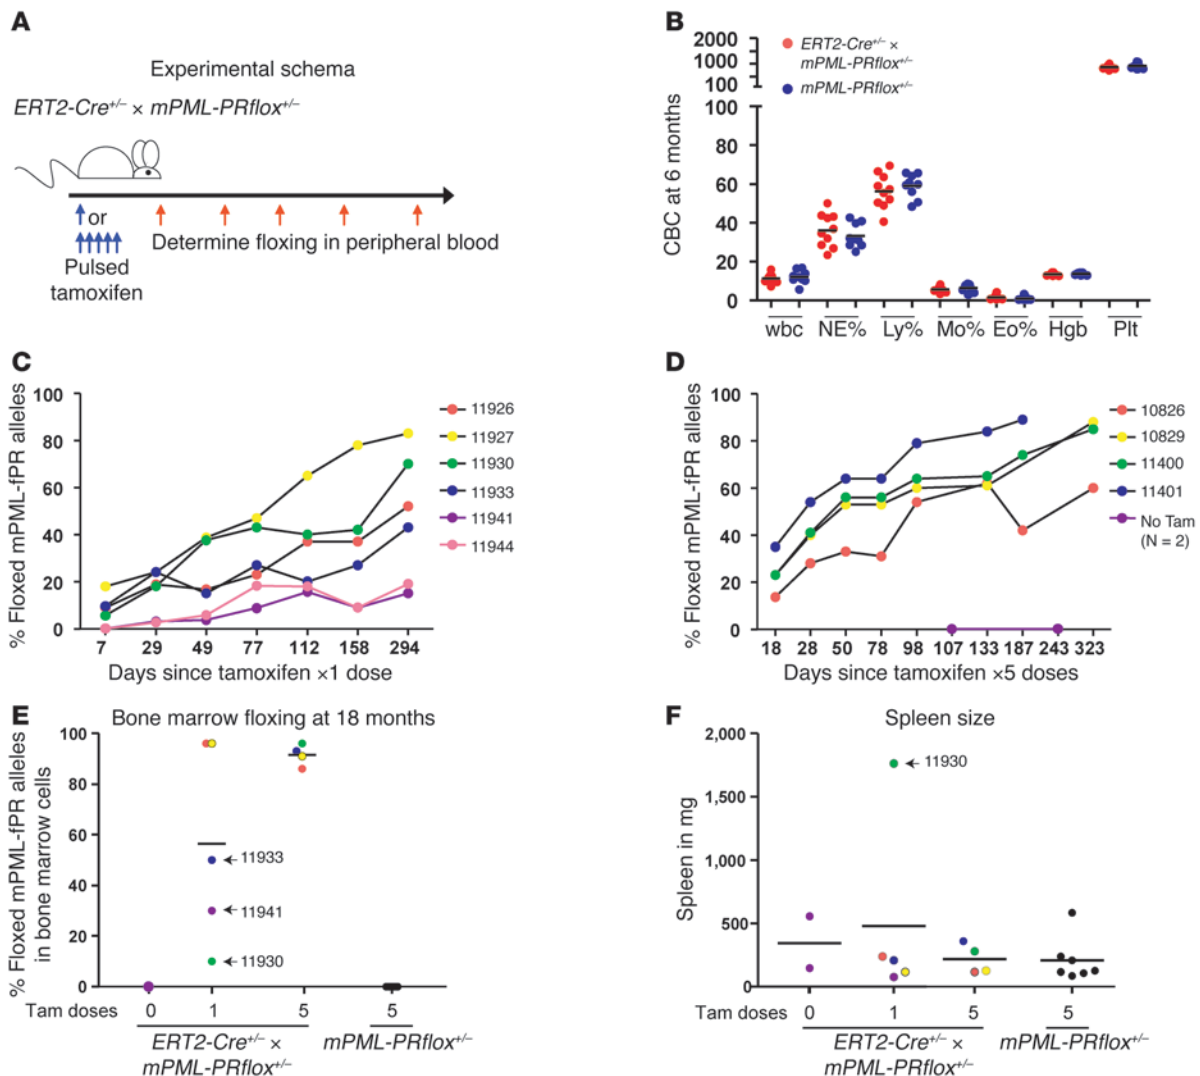 A
Experimental schema
ERT2-Cre+/– × mPML-PRflox+/–
or
Determine floxing in peripheral blood
Pulsed
tamoxifen
B
CBC at 6 months
2000
1000
100
100
80
60
40
20
0
ERT2-Cre+/– ×
mPML-PRflox+/–
mPML-PRflox+/–
wbc NE% Ly% Mo% Eo% Hgb Plt
C
% Floxed mPML-fPR alleles
100
80
60
40
20
0
7 29 49 77 112 158 294
Days since tamoxifen ×1 dose
11926
11927
11930
11933
11941
11944
D
% Floxed mPML-fPR alleles
100
80
60
40
20
0
18 28 50 78 98 107 133 187 243 323
Days since tamoxifen ×5 doses
10826
10829
11400
11401
No Tam
(N = 2)
E
Bone marrow floxing at 18 months
% Floxed mPML-fPR alleles
in bone marrow cells
100
80
60
40
20
0
11933
11941
11930
Tam doses 0 1 5 5
ERT2-Cre+/– × mPML-PRflox+/–
mPML-PRflox+/–
F
Spleen size
Spleen in mg
2,000
1,500
1,000
500
0
11930
Tam doses 0 1 5 5
ERT2-Cre+/– × mPML-PRflox+/–
mPML-PRflox+/–